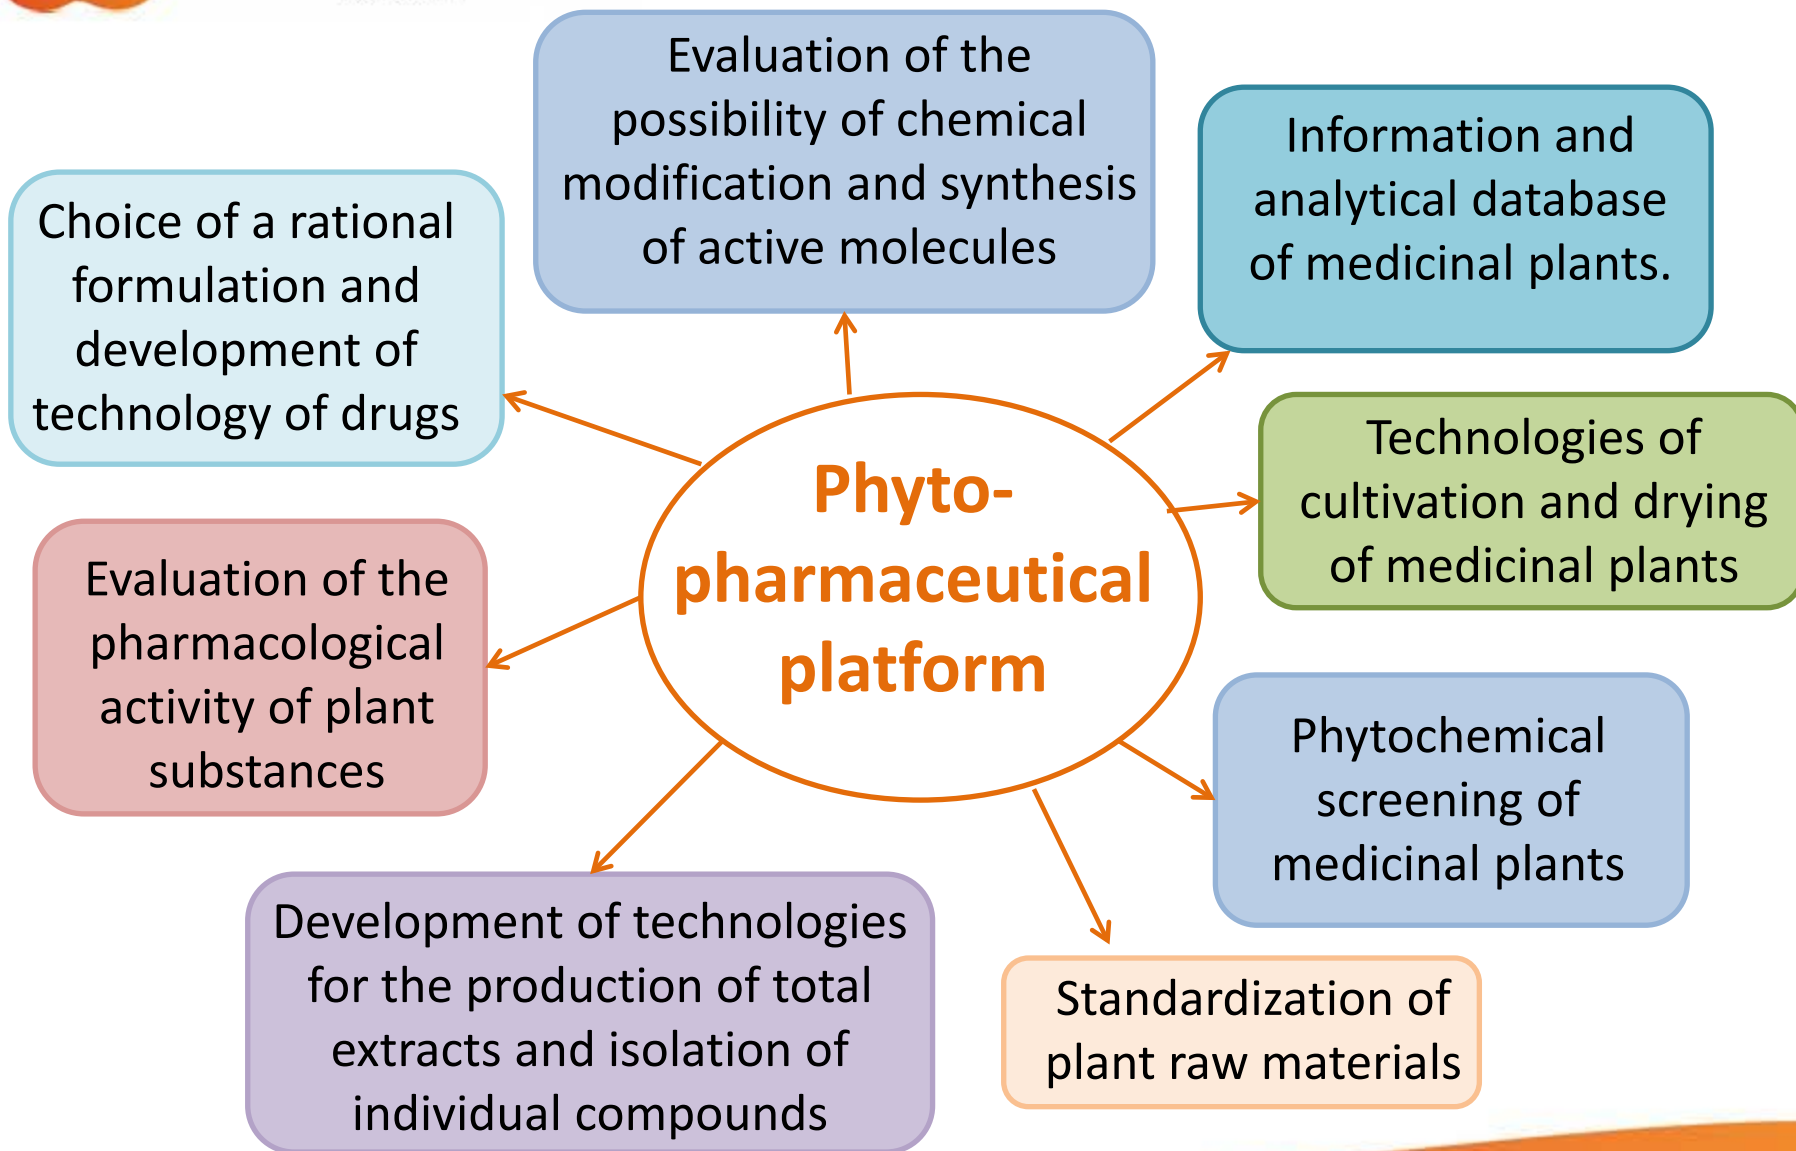 Evaluation of the
possibility of chemical
modification and synthesis
of active molecules
Information and
analytical database
of medicinal plants.
Choice of a rational
formulation and
development of
technology of drugs
Technologies of
cultivation and drying
of medicinal plants
Phyto-
pharmaceutical
platform
Evaluation of the
pharmacological
activity of plant
substances
Phytochemical
screening of
medicinal plants
Development of technologies
for the production of total
extracts and isolation of
individual compounds
Standardization of
plant raw materials